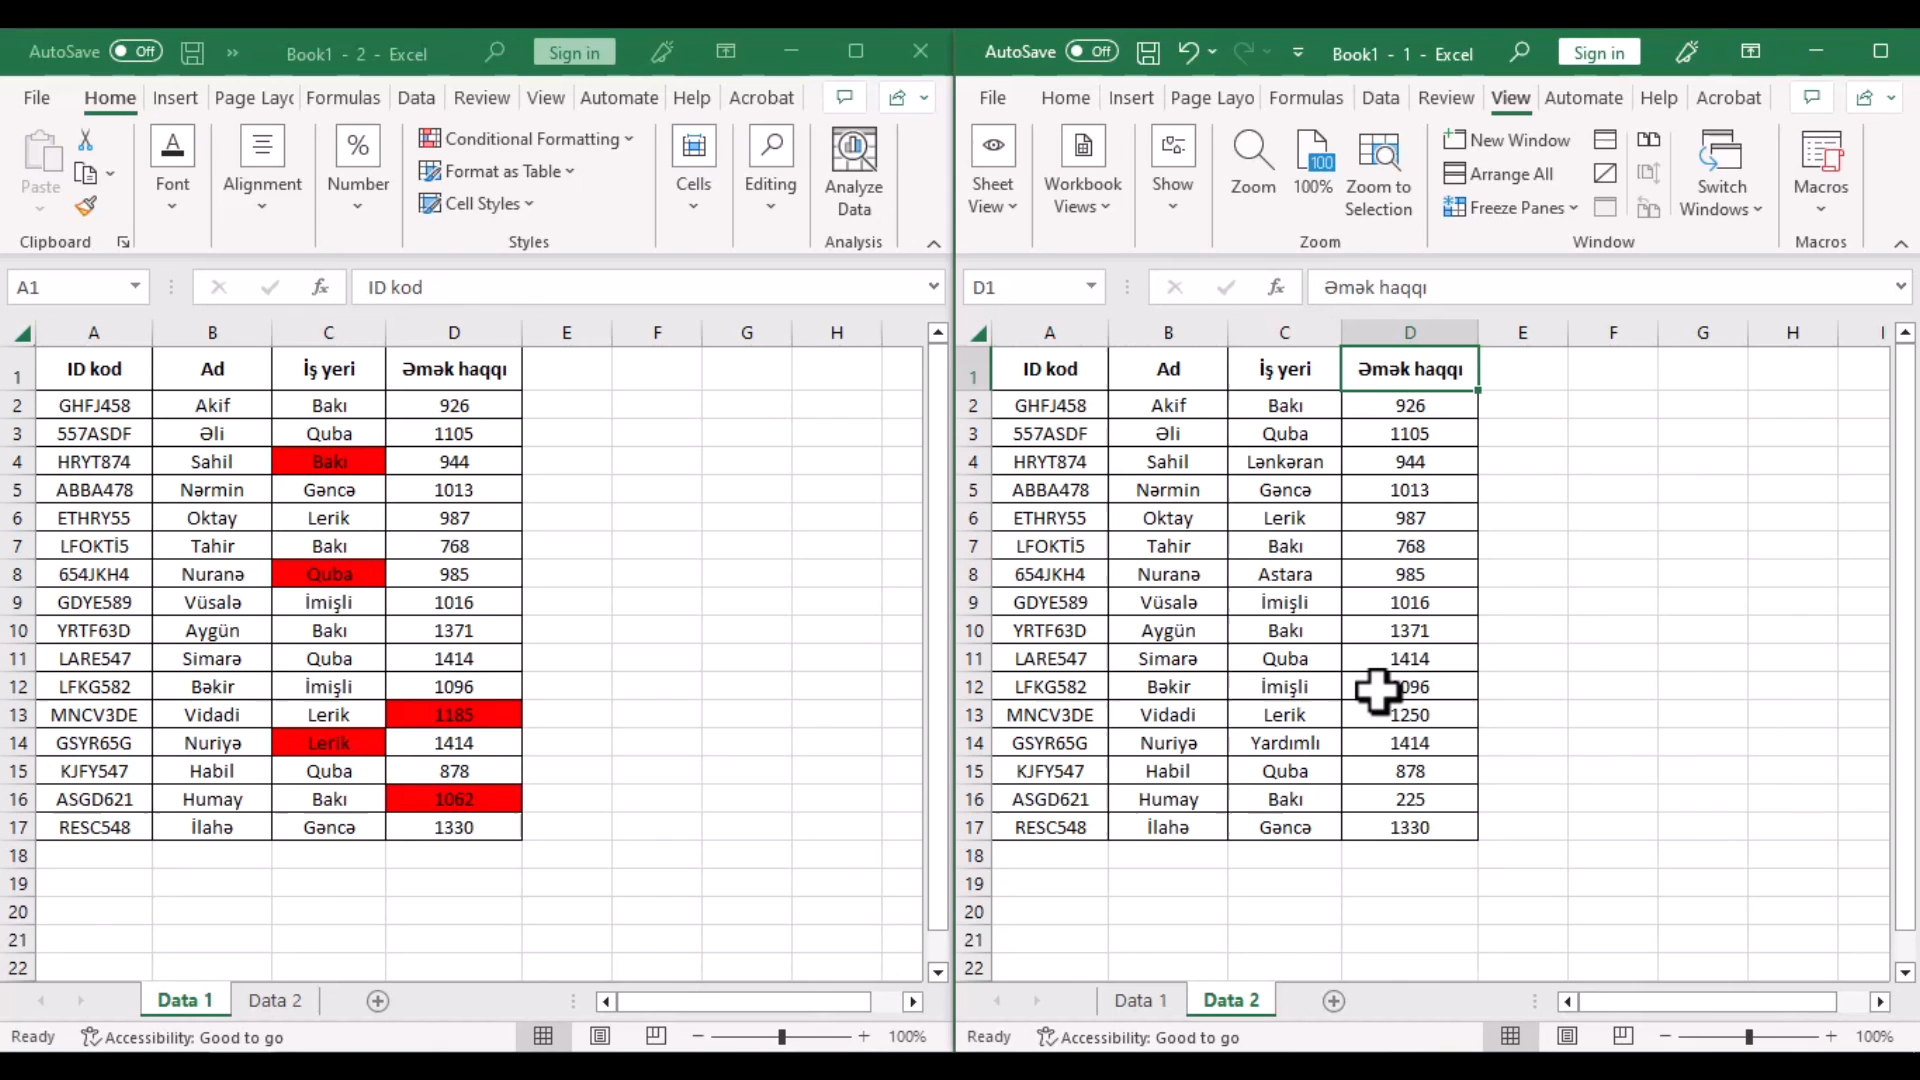 AutoSave Off » Book1 - 2 - Excel Sign in
File Home Insert Page Layc Formulas Data Review View Automate Help Acrobat
Paste Font Alignment Number Conditional Formatting Format as Table Cell Styles Cells Editing Analyze Data
Clipboard Styles Analysis
A1 fx ID kod
A B C D E F G H
1 ID kod Ad İş yeri Əmək haqqı
2 GHFJ458 Akif Bakı 926
3 557ASDF Əli Quba 1105
4 HRYT874 Sahil Bakı 944
5 ABBA478 Nərmin Gəncə 1013
6 ETHRY55 Oktay Lerik 987
7 LFOKTİ5 Tahir Bakı 768
8 654JKH4 Nuranə Quba 985
9 GDYE589 Vüsalə İmişli 1016
10 YRTF63D Aygün Bakı 1371
11 LARE547 Simarə Quba 1414
12 LFKG582 Bəkir İmişli 1096
13 MNCV3DE Vidadi Lerik 1185
14 GSYR65G Nuriyə Lerik 1414
15 KJFY547 Habil Quba 878
16 ASGD621 Humay Bakı 1062
17 RESC548 İlahə Gəncə 1330
18
19
20
21
22
Data 1 Data 2
Ready Accessibility: Good to go 100%
AutoSave Off Book1 - 1 - Excel Sign in
File Home Insert Page Layo Formulas Data Review View Automate Help Acrobat
Sheet View Workbook Views Show Zoom 100 100% Zoom to Selection New Window Arrange All Freeze Panes Switch Windows Macros
Zoom Window Macros
D1 fx Əmək haqqı
A B C D E F G H I
1 ID kod Ad İş yeri Əmək haqqı
2 GHFJ458 Akif Bakı 926
3 557ASDF Əli Quba 1105
4 HRYT874 Sahil Lənkəran 944
5 ABBA478 Nərmin Gəncə 1013
6 ETHRY55 Oktay Lerik 987
7 LFOKTİ5 Tahir Bakı 768
8 654JKH4 Nuranə Astara 985
9 GDYE589 Vüsalə İmişli 1016
10 YRTF63D Aygün Bakı 1371
11 LARE547 Simarə Quba 1414
12 LFKG582 Bəkir İmişli
13 MNCV3DE Vidadi Lerik 1250
14 GSYR65G Nuriyə Yardımlı 1414
15 KJFY547 Habil Quba 878
16 ASGD621 Humay Bakı 225
17 RESC548 İlahə Gəncə 1330
18
19
20
21
22
Data 1 Data 2
Ready Accessibility: Good to go 100%